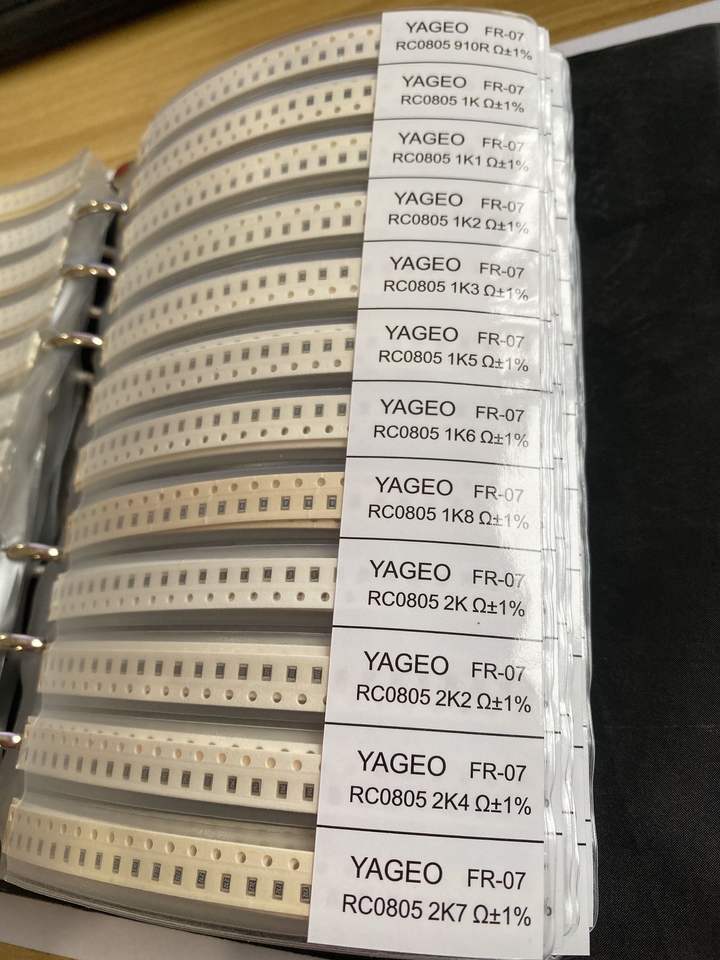 YAGEO FR-07
RC0805 910R Ω±1%
YAGEO FR-07
RC0805 1K Ω±1%
YAGEO FR-07
RC0805 1K1 Ω±1%
YAGEO FR-07
RC0805 1K2 Ω±1%
YAGEO FR-07
RC0805 1K3 Ω±1%
YAGEO FR-07
RC0805 1K5 Ω±1%
YAGEO FR-07
RC0805 1K6 Ω±1%
YAGEO FR-07
RC0805 1K8 Ω±1%
YAGEO FR-07
RC0805 2K Ω±1%
YAGEO FR-07
RC0805 2K2 Ω±1%
YAGEO FR-07
RC0805 2K4 Ω±1%
YAGEO FR-07
RC0805 2K7 Ω±1%